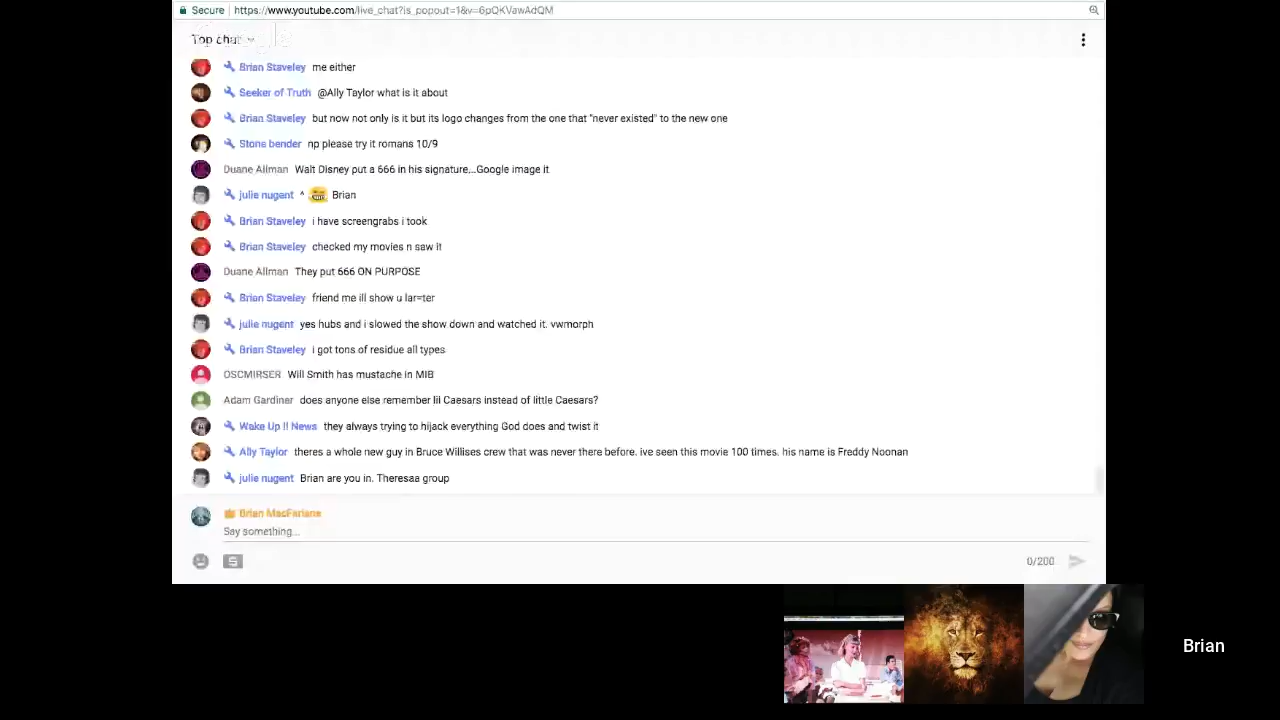 Secure https://www.youtube.com/live_chat?is_popout=1&v=6pQKVawAdQM
Top chat
Brian Staveley me either
Seeker of Truth @Ally Taylor what is it about
Brian Staveley but now not only is it but its logo changes from the one that "never existed" to the new one
Stone bender np please try it romans 10/9
Duane Allman Walt Disney put a 666 in his signature...Google image it
julie nugent ^ Brian
Brian Staveley i have screengrabs i took
Brian Staveley checked my movies n saw it
Duane Allman They put 666 ON PURPOSE
Brian Staveley friend me ill show u lar=ter
julie nugent yes hubs and i slowed the show down and watched it. vwmorph
Brian Staveley i got tons of residue all types
OSCMIRSER Will Smith has mustache in MIB
Adam Gardiner does anyone else remember lil Caesars instead of little Caesars?
Wake Up !! News they always trying to hijack everything God does and twist it
Ally Taylor theres a whole new guy in Bruce Willises crew that was never there before. ive seen this movie 100 times. his name is Freddy Noonan
julie nugent Brian are you in. Theresaa group
Brian MacFarlane
Say something...
0/200
Brian